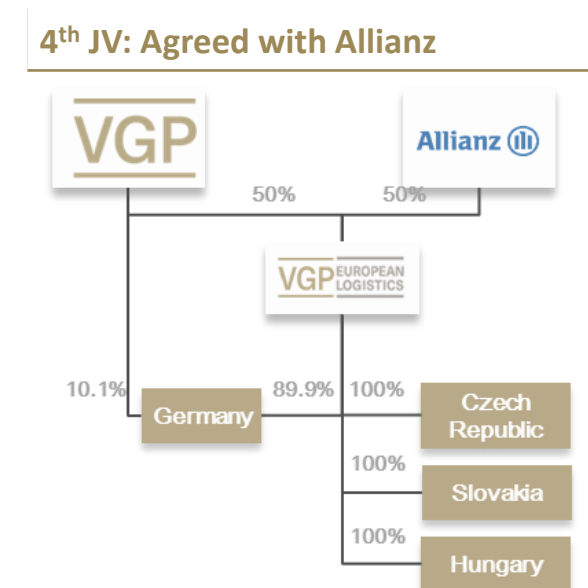 4th JV: Agreed with Allianz
VGP
Allianz
50%
50%
VGP EUROPEAN
LOGISTICS
10.1%
Germany
89.9%
100%
Czech
Republic
100%
Slovakia
100%
Hungary